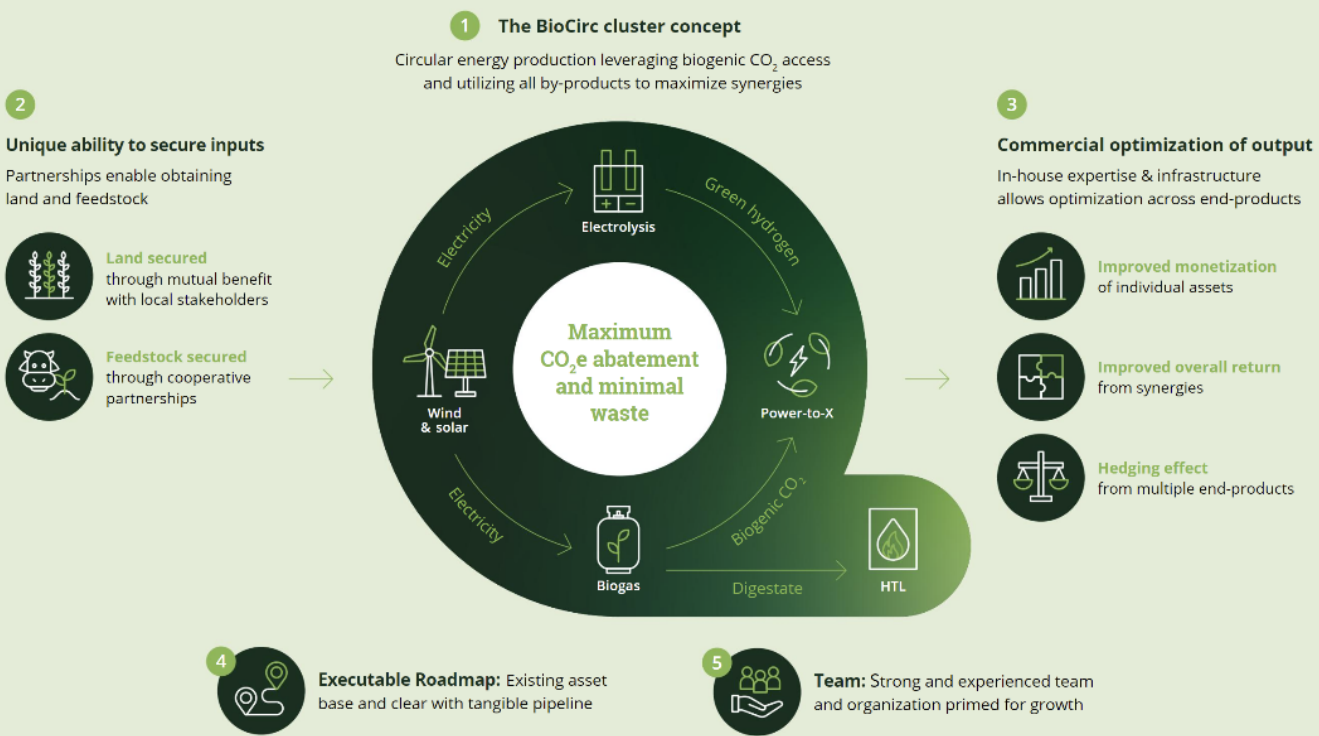 1 The BioCirc cluster concept
Circular energy production leveraging biogenic CO₂ access
and utilizing all by-products to maximize synergies
2
Unique ability to secure inputs
Partnerships enable obtaining
land and feedstock
Land secured
through mutual benefit
with local stakeholders
Feedstock secured
through cooperative
partnerships
Electricity
Electrolysis
+ −
Green hydrogen
Wind
& solar
Maximum
CO₂e abatement
and minimal
waste
Power-to-X
Electricity
Biogas
Biogenic CO₂
Digestate
HTL
3
Commercial optimization of output
In-house expertise & infrastructure
allows optimization across end-products
Improved monetization
of individual assets
Improved overall return
from synergies
Hedging effect
from multiple end-products
4
Executable Roadmap: Existing asset
base and clear with tangible pipeline
5
Team: Strong and experienced team
and organization primed for growth